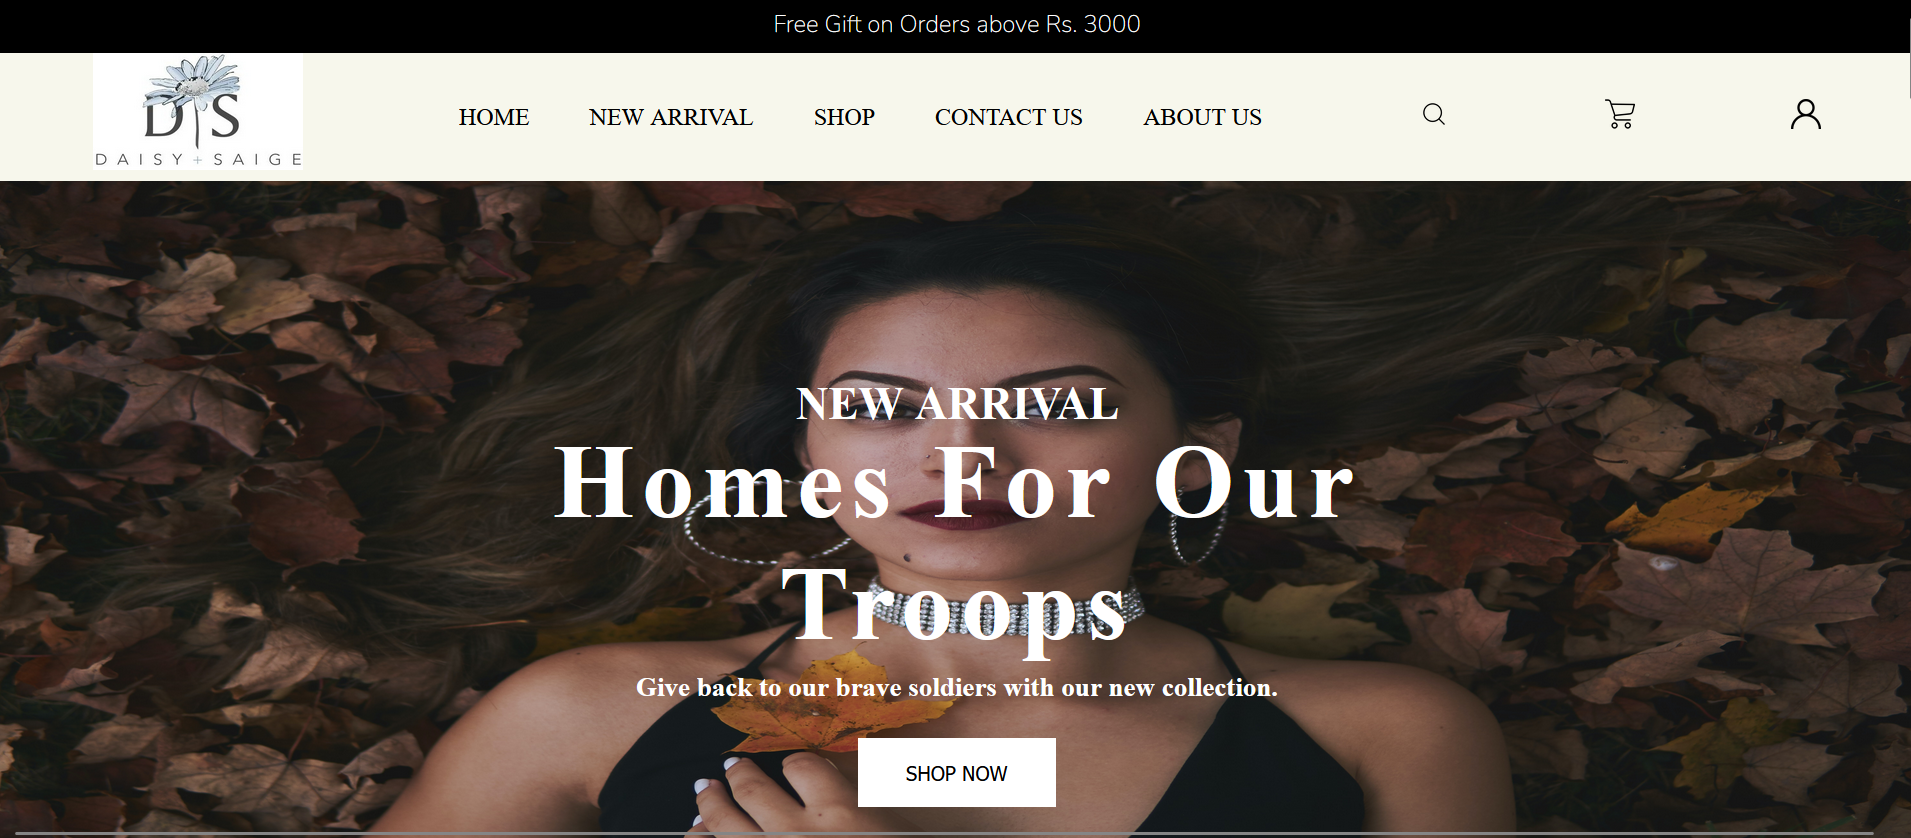 Free Gift on Orders above Rs. 3000
D S
DAISY + SAIGE
HOME NEW ARRIVAL SHOP CONTACT US ABOUT US
NEW ARRIVAL
Homes For Our
Troops
Give back to our brave soldiers with our new collection.
SHOP NOW